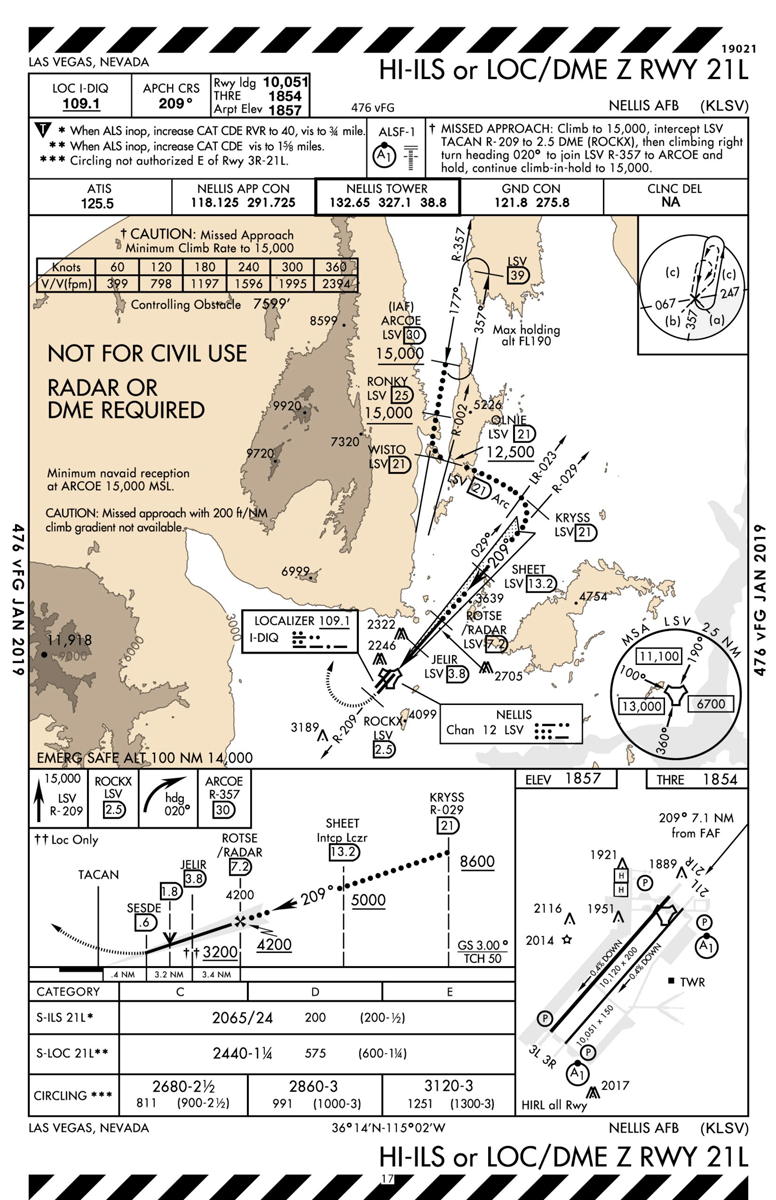 19021
LAS VEGAS, NEVADA
HI-ILS or LOC/DME Z RWY 21L
LOC I-DIQ
109.1
APCH CRS
209°
Rwy ldg 10,051
THRE 1854
Arpt Elev 1857
476 vFG
NELLIS AFB (KLSV)
T
* When ALS inop, increase CAT CDE RVR to 40, vis to ¾ mile.
** When ALS inop, increase CAT CDE vis to 1⅝ miles.
*** Circling not authorized E of Rwy 3R-21L.
ALSF-1
A1
† MISSED APPROACH: Climb to 15,000, intercept LSV
TACAN R-209 to 2.5 DME (ROCKX), then climbing right
turn heading 020° to join LSV R-357 to ARCOE and
hold, continue climb-in-hold to 15,000.
ATIS
125.5
NELLIS APP CON
118.125 291.725
NELLIS TOWER
132.65 327.1 38.8
GND CON
121.8 275.8
CLNC DEL
NA
† CAUTION: Missed Approach
Minimum Climb Rate to 15,000
Knots 60 120 180 240 300 360
V/V(fpm) 399 798 1197 1596 1995 2394
Controlling Obstacle 7599'
8599
NOT FOR CIVIL USE
RADAR OR
DME REQUIRED
Minimum navaid reception
at ARCOE 15,000 MSL.
CAUTION: Missed approach with 200 ft/NM
climb gradient not available.
9920
9720
7320
6999
R-357
177°
357°
LSV
39
Max holding
alt FL190
(IAF)
ARCOE
LSV 30
15,000
RONKY
LSV 25
15,000
WISTO
LSV 21
R-002
5226
OLNIE
LSV 21
12,500
LSV 21 Arc
LR-023
R-029
KRYSS
LSV 21
029°
209°
SHEET
LSV 13.2
3639
4754
ROTSE
/RADAR
LSV 7.2
2705
JELIR
LSV 3.8
2322
2246
LOCALIZER 109.1
I-DIQ
3000
6000
9000
11,918
3189
R-209
ROCKX
LSV
2.5
4099
NELLIS
Chan 12 LSV
(c)
(c)
067
247
(b)
(a)
357
MSA LSV 25 NM
11,100
190°
100°
13,000
6700
360°
EMERG SAFE ALT 100 NM 14,000
476 vFG JAN 2019
476 vFG JAN 2019
15,000
LSV
R-209
ROCKX
LSV
2.5
hdg
020°
ARCOE
R-357
30
†† Loc Only
TACAN
SESDE
.6
1.8
JELIR
3.8
ROTSE
/RADAR
7.2
4200
SHEET
Intcp Lczr
13.2
KRYSS
R-029
21
8600
209°
5000
†† 3200
4200
GS 3.00°
TCH 50
.4 NM 3.2 NM 3.4 NM
CATEGORY C D E
S-ILS 21L* 2065/24 200 (200-½)
S-LOC 21L** 2440-1¼ 575 (600-1¼)
CIRCLING *** 2680-2½ 2860-3 3120-3
811 (900-2½) 991 (1000-3) 1251 (1300-3)
ELEV 1857
THRE 1854
209° 7.1 NM
from FAF
1921
H
H
P
1889
21R
21L
2116
1951
2014
P
A1
0.4% DOWN
10,120 x 200
0.4% DOWN
10,051 x 150
TWR
P
3L 3R
P
A1
2017
HIRL all Rwy
LAS VEGAS, NEVADA
36°14'N-115°02'W
NELLIS AFB (KLSV)
HI-ILS or LOC/DME Z RWY 21L
17